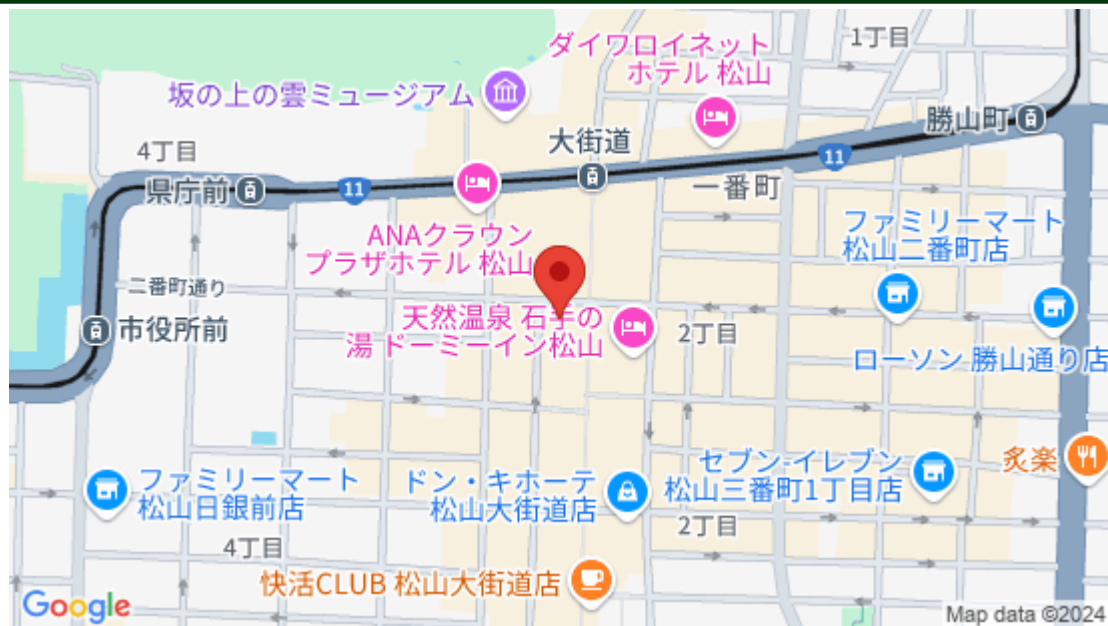 1丁目
ダイワロイネット
ホテル 松山
坂の上の雲ミュージアム
勝山町
大街道
4丁目
11
県庁前
11
一番町
ファミリーマート
松山二番町店
ANAクラウン
プラザホテル 松山
二番町通り
市役所前
天然温泉 石手の
湯 ドーミーイン松山
2丁目
ローソン 勝山通り店
セブン-イレブン
松山三番町1丁目店
炙楽
ファミリーマート
松山日銀前店
ドン・キホーテ
松山大街道店
2丁目
4丁目
快活CLUB 松山大街道店
Google
Map data ©2024